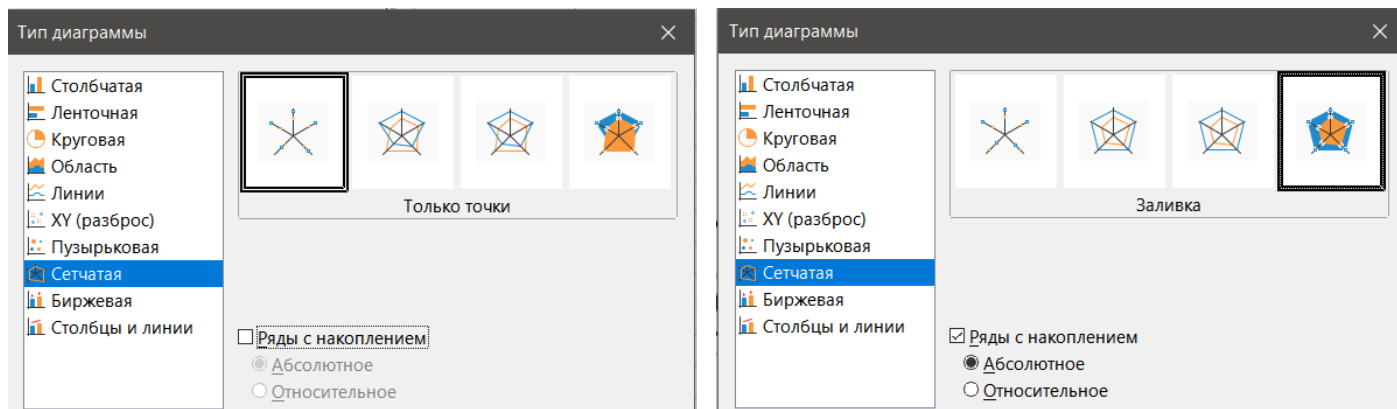 Тип диаграммы
Столбчатая
Ленточная
Круговая
Область
Линии
XY (разброс)
Пузырьковая
Сетчатая
Биржевая
Столбцы и линии
Только точки
Ряды с накоплением
Абсолютное
Относительное
Тип диаграммы
Столбчатая
Ленточная
Круговая
Область
Линии
XY (разброс)
Пузырьковая
Сетчатая
Биржевая
Столбцы и линии
Заливка
Ряды с накоплением
Абсолютное
Относительное